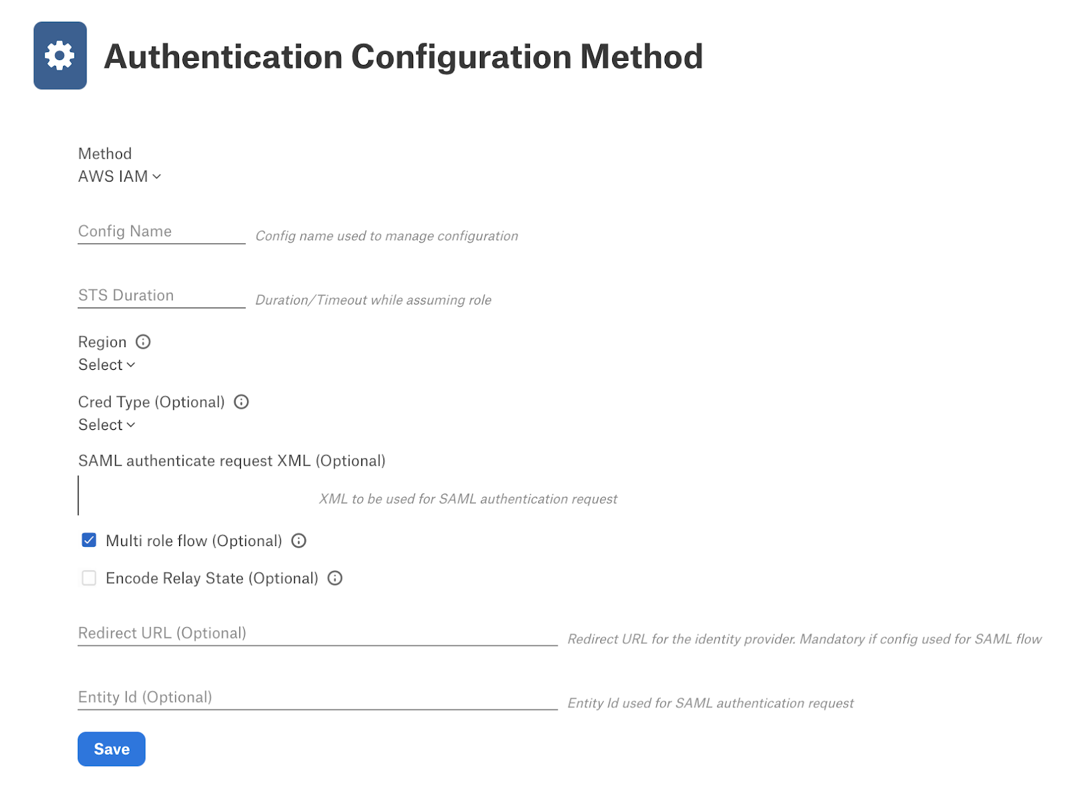 Authentication Configuration Method
Method
AWS IAM
Config Name Config name used to manage configuration
STS Duration Duration/Timeout while assuming role
Region
Select
Cred Type (Optional)
Select
SAML authenticate request XML (Optional)
XML to be used for SAML authentication request
Multi role flow (Optional)
Encode Relay State (Optional)
Redirect URL (Optional) Redirect URL for the identity provider. Mandatory if config used for SAML flow
Entity Id (Optional) Entity Id used for SAML authentication request
Save